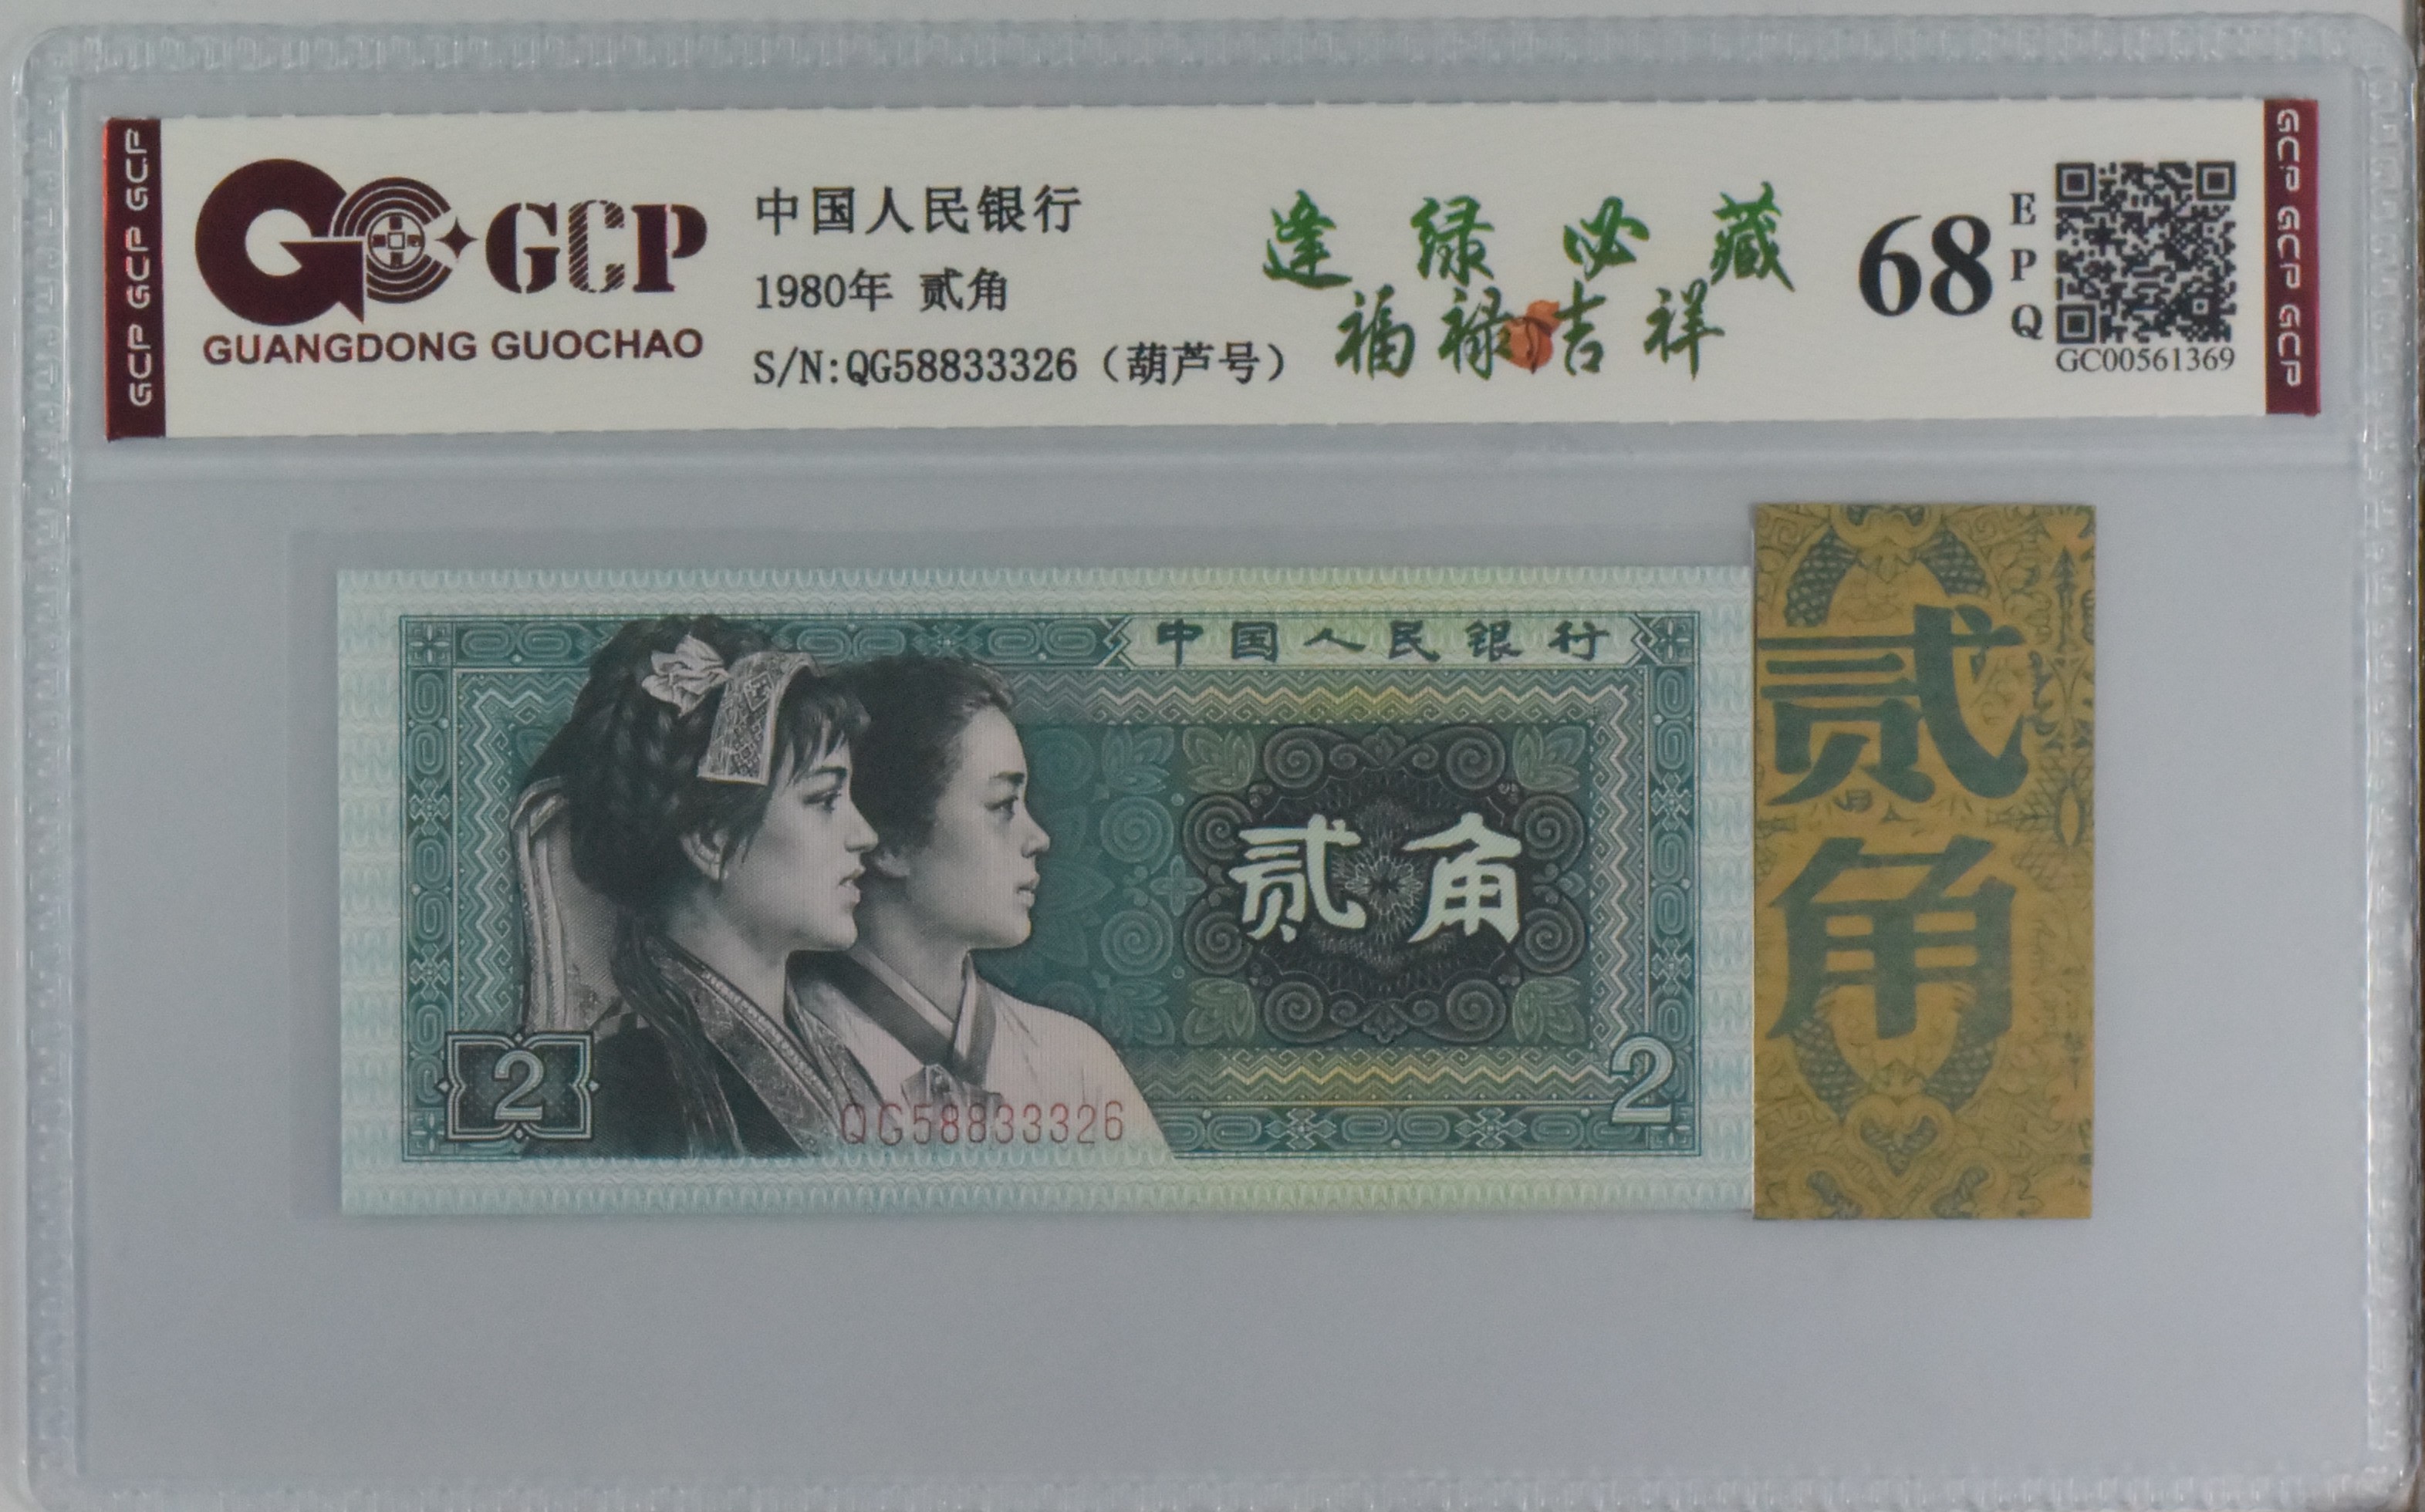 GCP GCP GCP
GCP
GUANGDONG GUOCHAO
中国人民银行
1980年 贰角
S/N:QG58833326（葫芦号）
逢绿必藏
福禄吉祥
68
EPQ
GC00561369
GCP GCP GCP
中国人民银行
贰角
2
QG58833326
2
贰角